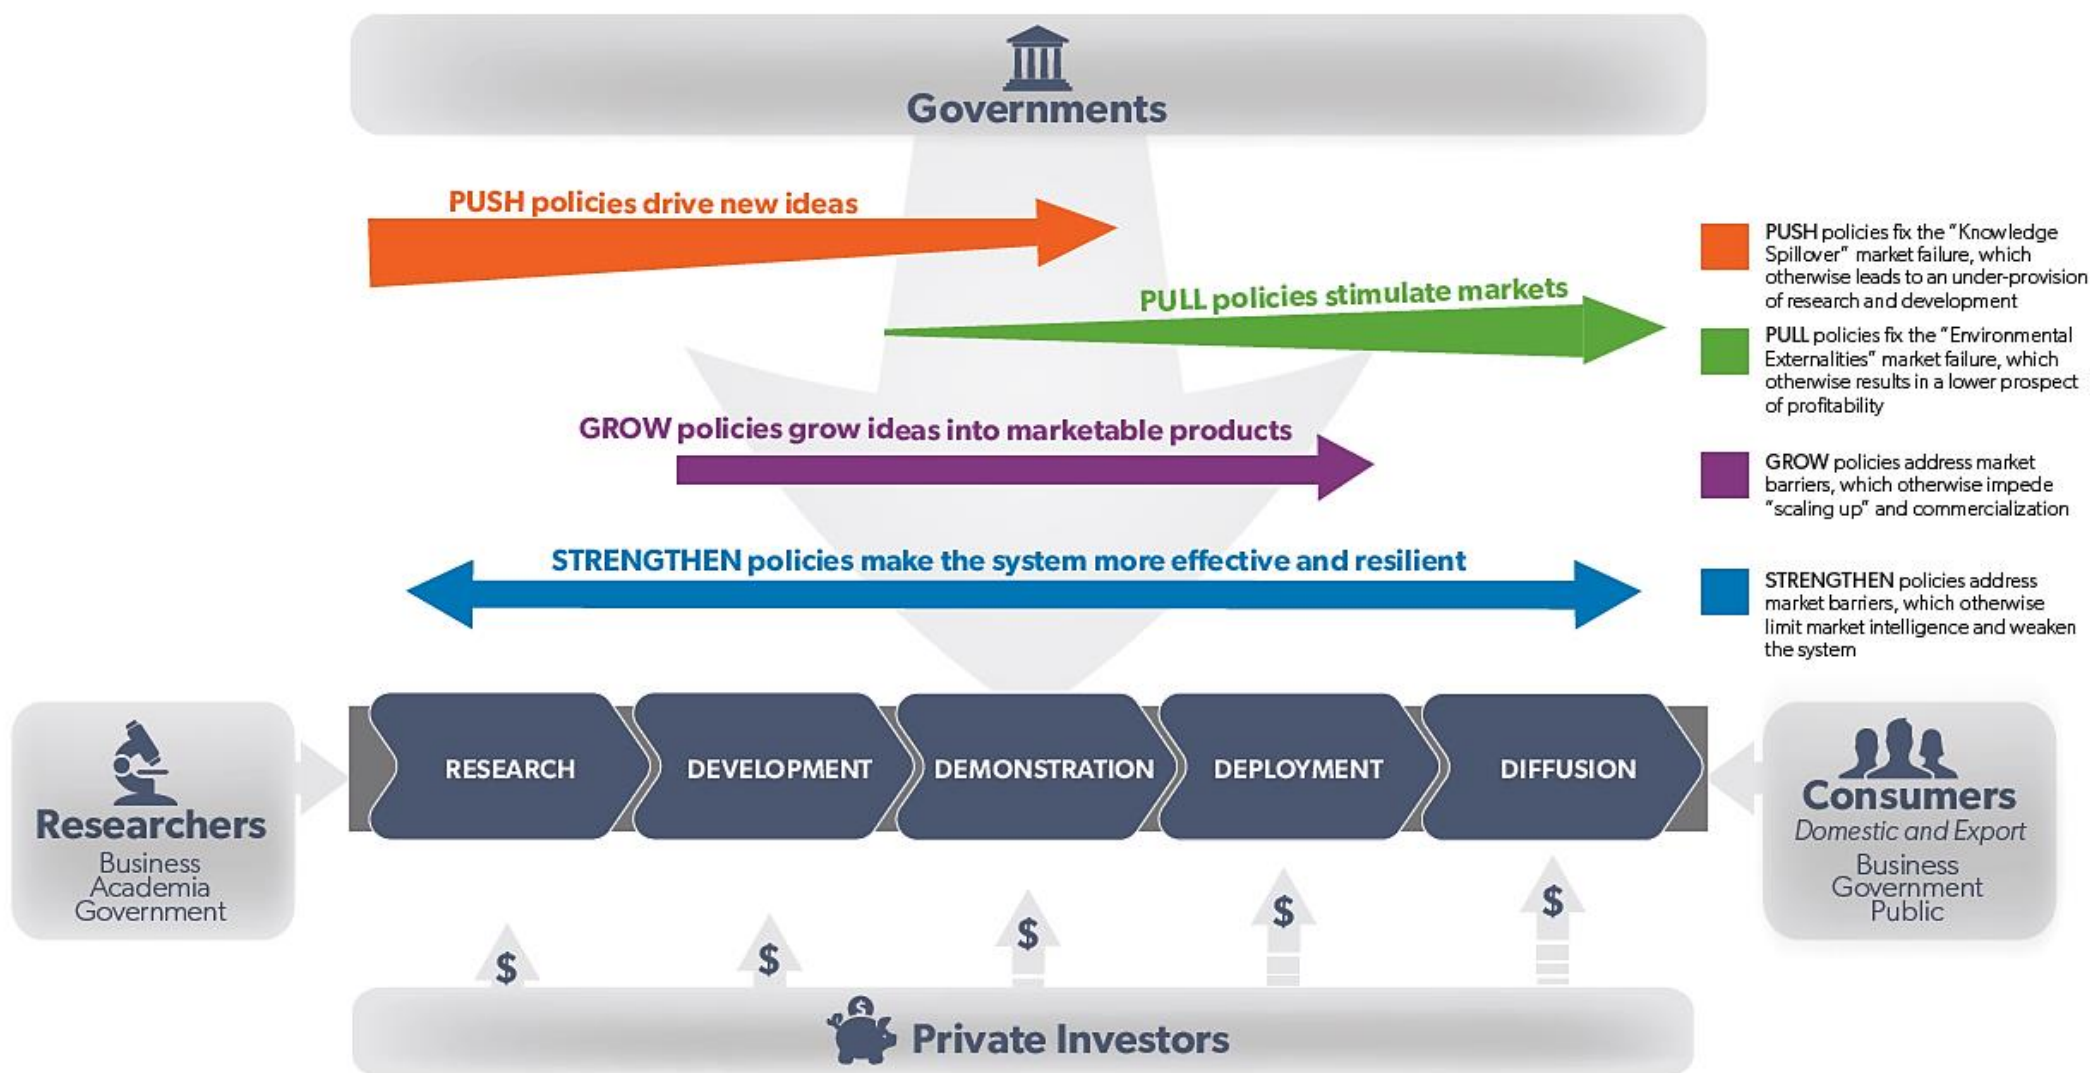 Governments
PUSH policies drive new ideas
PULL policies stimulate markets
GROW policies grow ideas into marketable products
STRENGTHEN policies make the system more effective and resilient
PUSH policies fix the “Knowledge
Spillover” market failure, which
otherwise leads to an under-provision
of research and development
PULL policies fix the “Environmental
Externalities” market failure, which
otherwise results in a lower prospect
of profitability
GROW policies address market
barriers, which otherwise impede
“scaling up” and commercialization
STRENGTHEN policies address
market barriers, which otherwise
limit market intelligence and weaken
the system
Researchers
Business
Academia
Government
RESEARCH
DEVELOPMENT
DEMONSTRATION
DEPLOYMENT
DIFFUSION
Consumers
Domestic and Export
Business
Government
Public
$
$
$
$
$
$
Private Investors